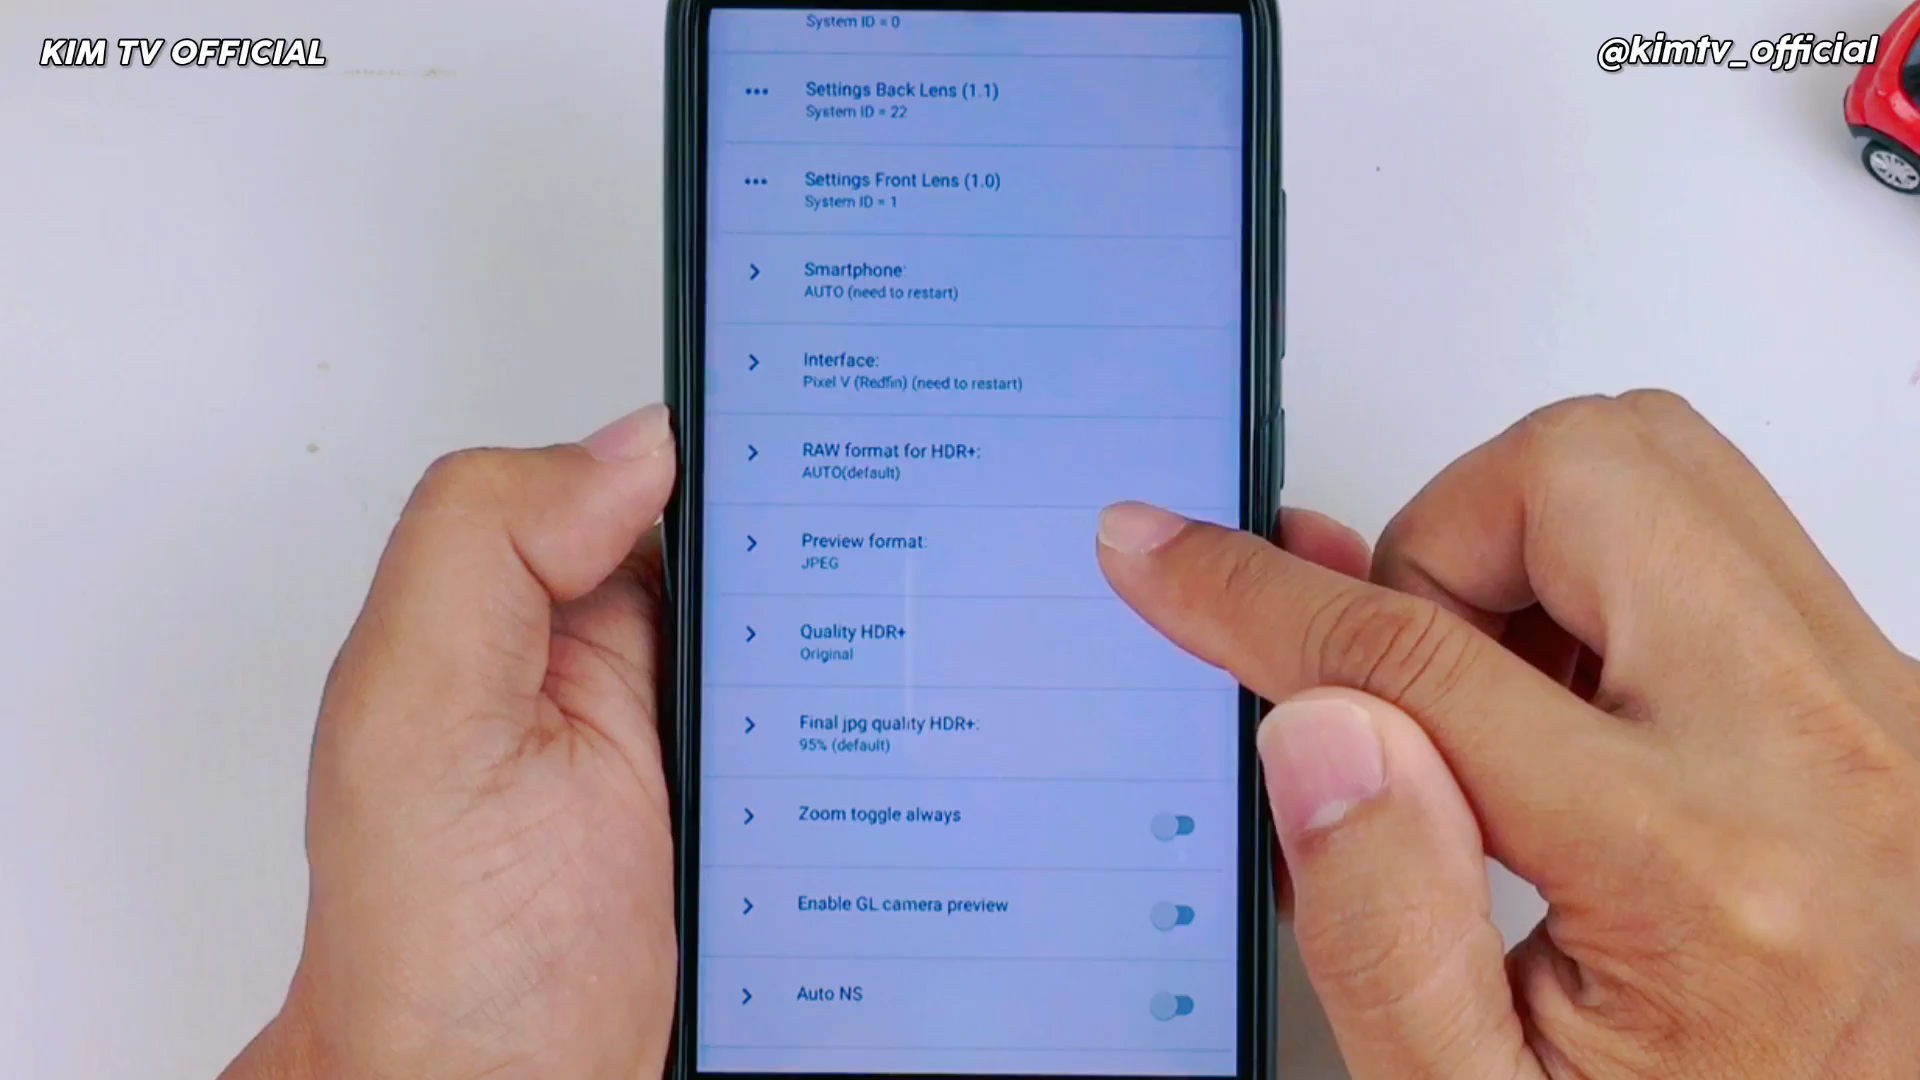 KIM TV OFFICIAL
@kimtv_official
System ID = 0
Settings Back Lens (1.1)
System ID = 22
Settings Front Lens (1.0)
System ID = 1
Smartphone:
AUTO (need to restart)
Interface:
Pixel V (Redfin) (need to restart)
RAW format for HDR+:
AUTO(default)
Preview format:
JPEG
Quality HDR+
Original
Final jpg quality HDR+:
95% (default)
Zoom toggle always
Enable GL camera preview
Auto NS